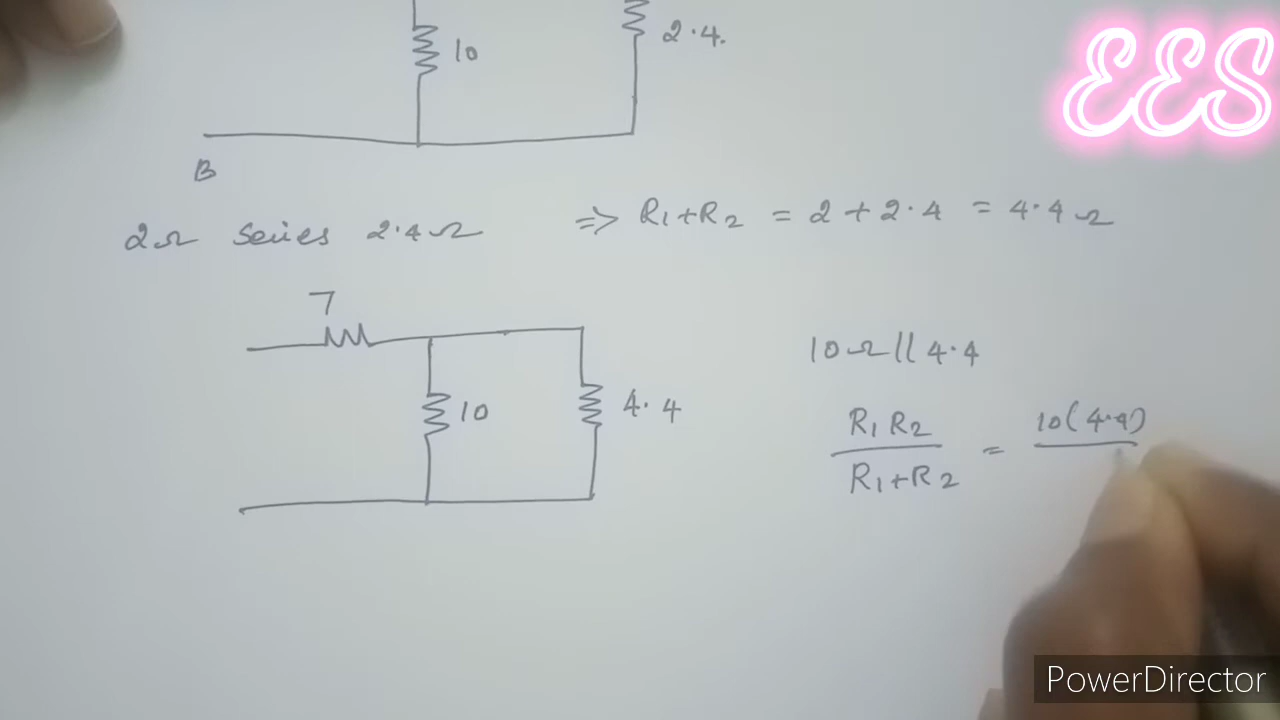 10
2.4.
EES
B
2Ω series 2.4Ω => R1+R2 = 2+2.4 = 4.4Ω
7
10
4.4
10Ω || 4.4
R1 R2 / R1+R2 = 10(4.4)
PowerDirector